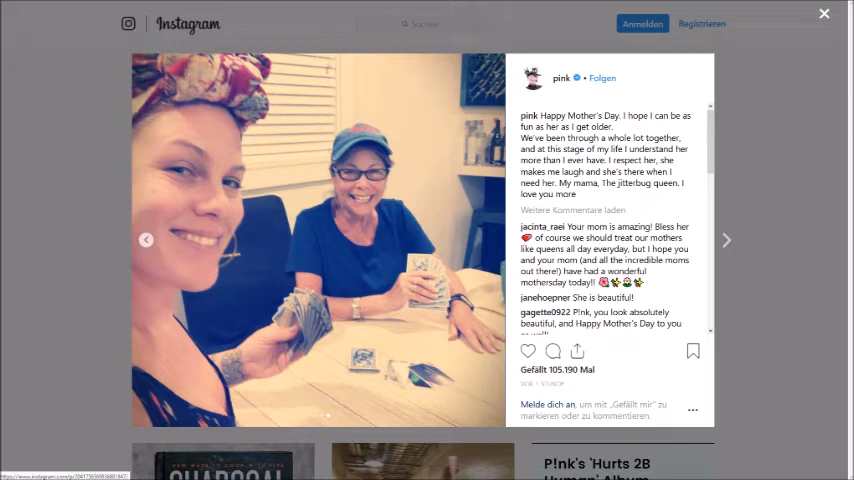 Instagram
Suchen
Anmelden
Registrieren
pink • Folgen
pink Happy Mother's Day. I hope I can be as
fun as her as I get older.
We've been through a whole lot together,
and at this stage of my life I understand her
more than I ever have. I respect her, she
makes me laugh and she's there when I
need her. My mama, The jitterbug queen. I
love you more
Weitere Kommentare laden
jacinta_raei Your mom is amazing! Bless her
of course we should treat our mothers
like queens all day everyday, but I hope you
and your mom (and all the incredible moms
out there!) have had a wonderful
mothersday today!!
janehoepner She is beautiful!
gagette0922 P!nk, you look absolutely
beautiful, and Happy Mother's Day to you
as well!
Gefällt 105.190 Mal
VOR 1 STUNDE
Melde dich an, um mit „Gefällt mir" zu
markieren oder zu kommentieren.
CHARCOAL
P!nk's 'Hurts 2B
Human' Album